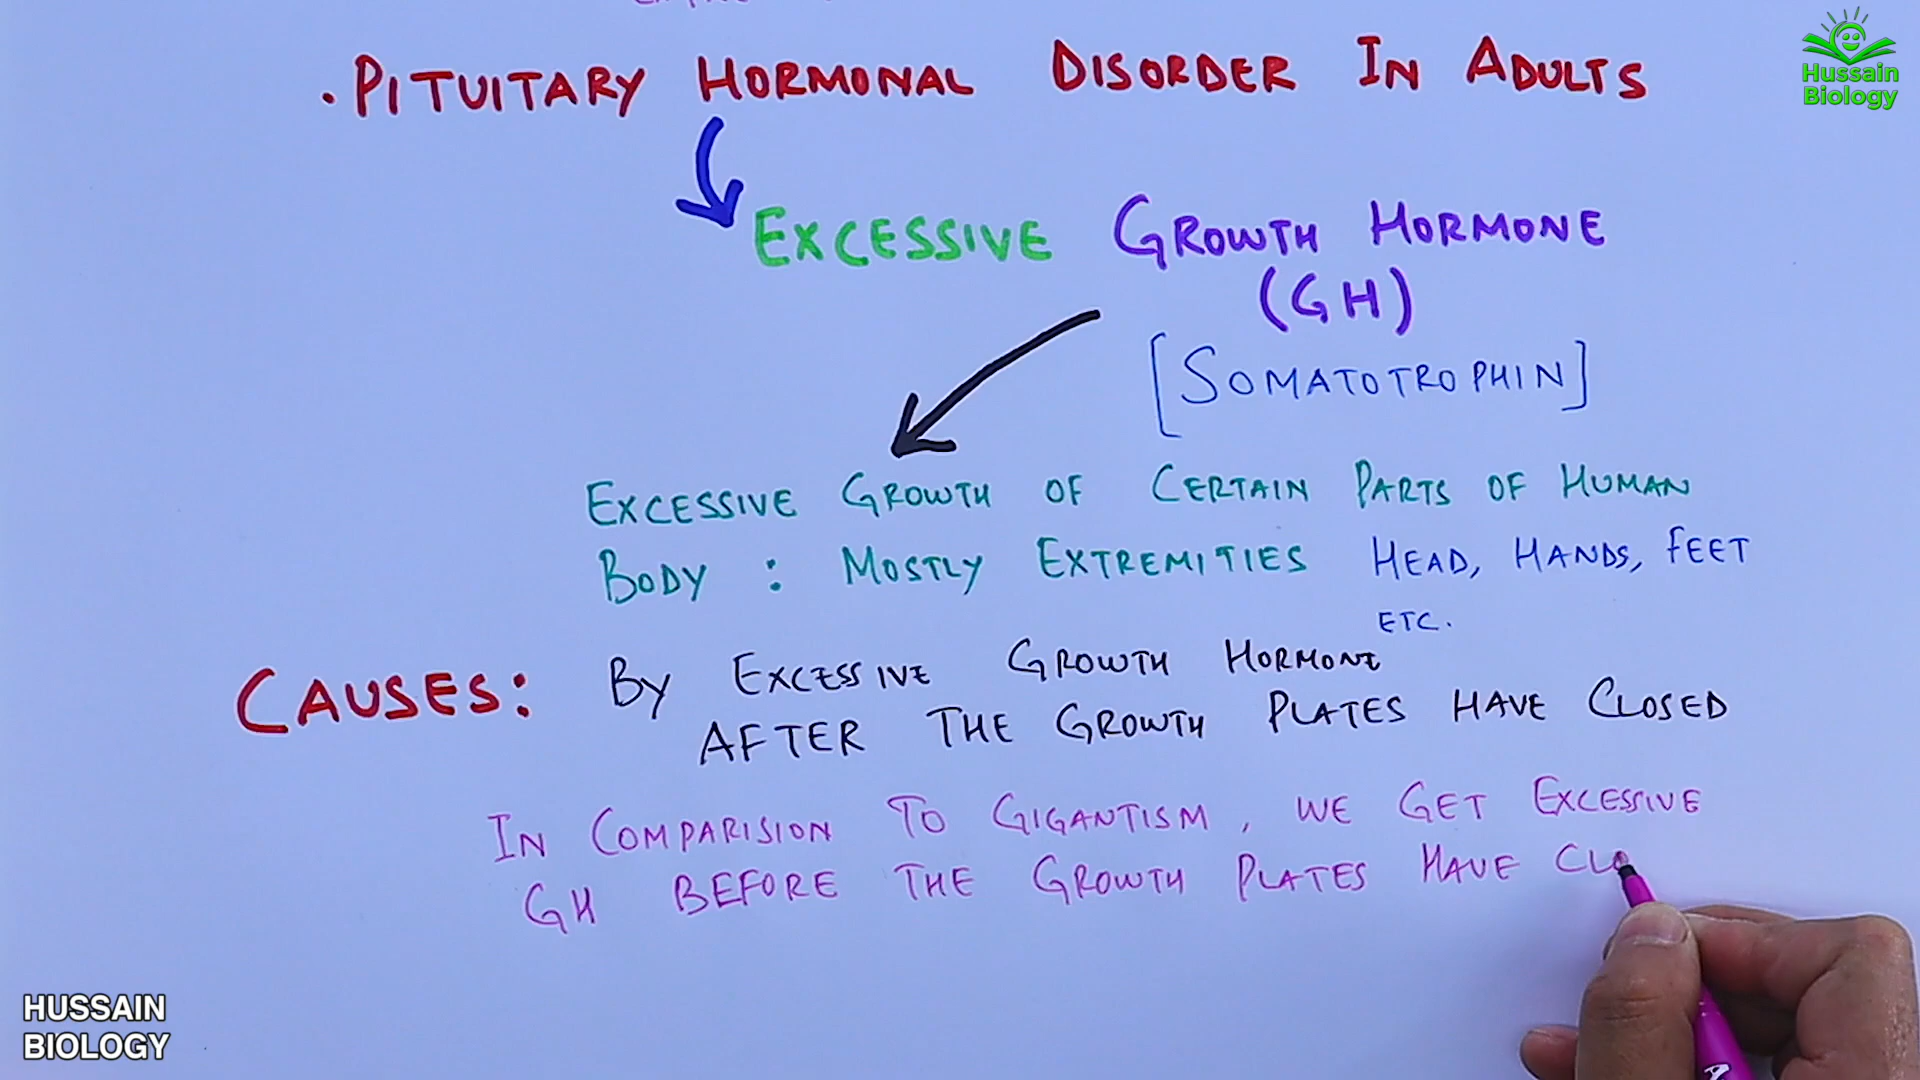 . PITUITARY HORMONAL DISORDER IN ADULTS
EXCESSIVE GROWTH HORMONE
(GH)
[SOMATOTROPHIN]
EXCESSIVE GROWTH OF CERTAIN PARTS OF HUMAN
BODY : MOSTLY EXTREMITIES HEAD, HANDS, FEET
ETC.
CAUSES: BY EXCESSIVE GROWTH HORMONE
AFTER THE GROWTH PLATES HAVE CLOSED
IN COMPARISION TO GIGANTISM, WE GET EXCESSIVE
GH BEFORE THE GROWTH PLATES HAVE CLO
Hussain
Biology
HUSSAIN
BIOLOGY